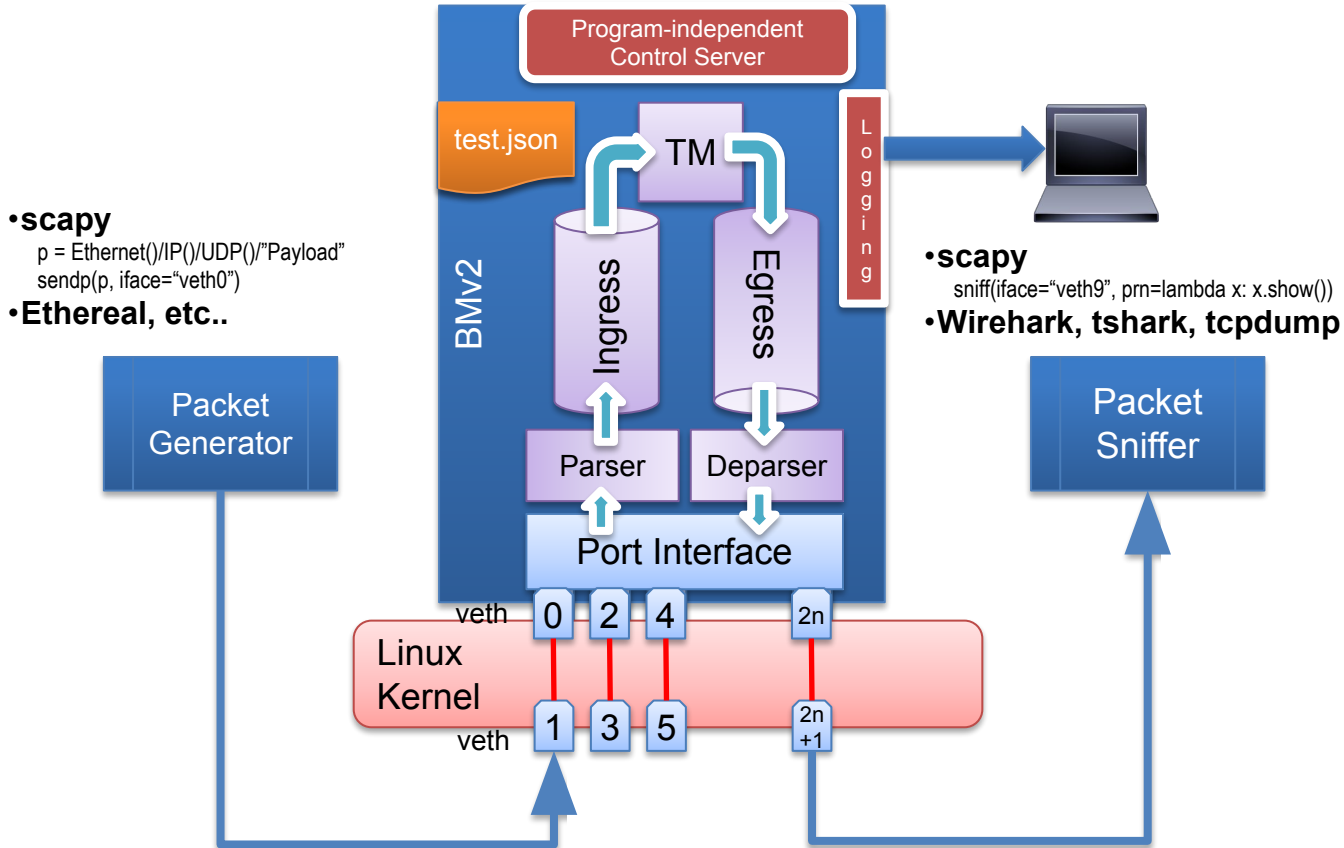 Program-independent
Control Server
test.json
TM
Logging
BMv2
Ingress
Egress
Parser
Deparser
Port Interface
•scapy
p = Ethernet()/IP()/UDP()/”Payload”
sendp(p, iface=“veth0”)
•Ethereal, etc..
Packet
Generator
•scapy
sniff(iface=“veth9”, prn=lambda x: x.show())
•Wirehark, tshark, tcpdump
Packet
Sniffer
veth 0 2 4 2n
Linux
Kernel
veth 1 3 5 2n
+1